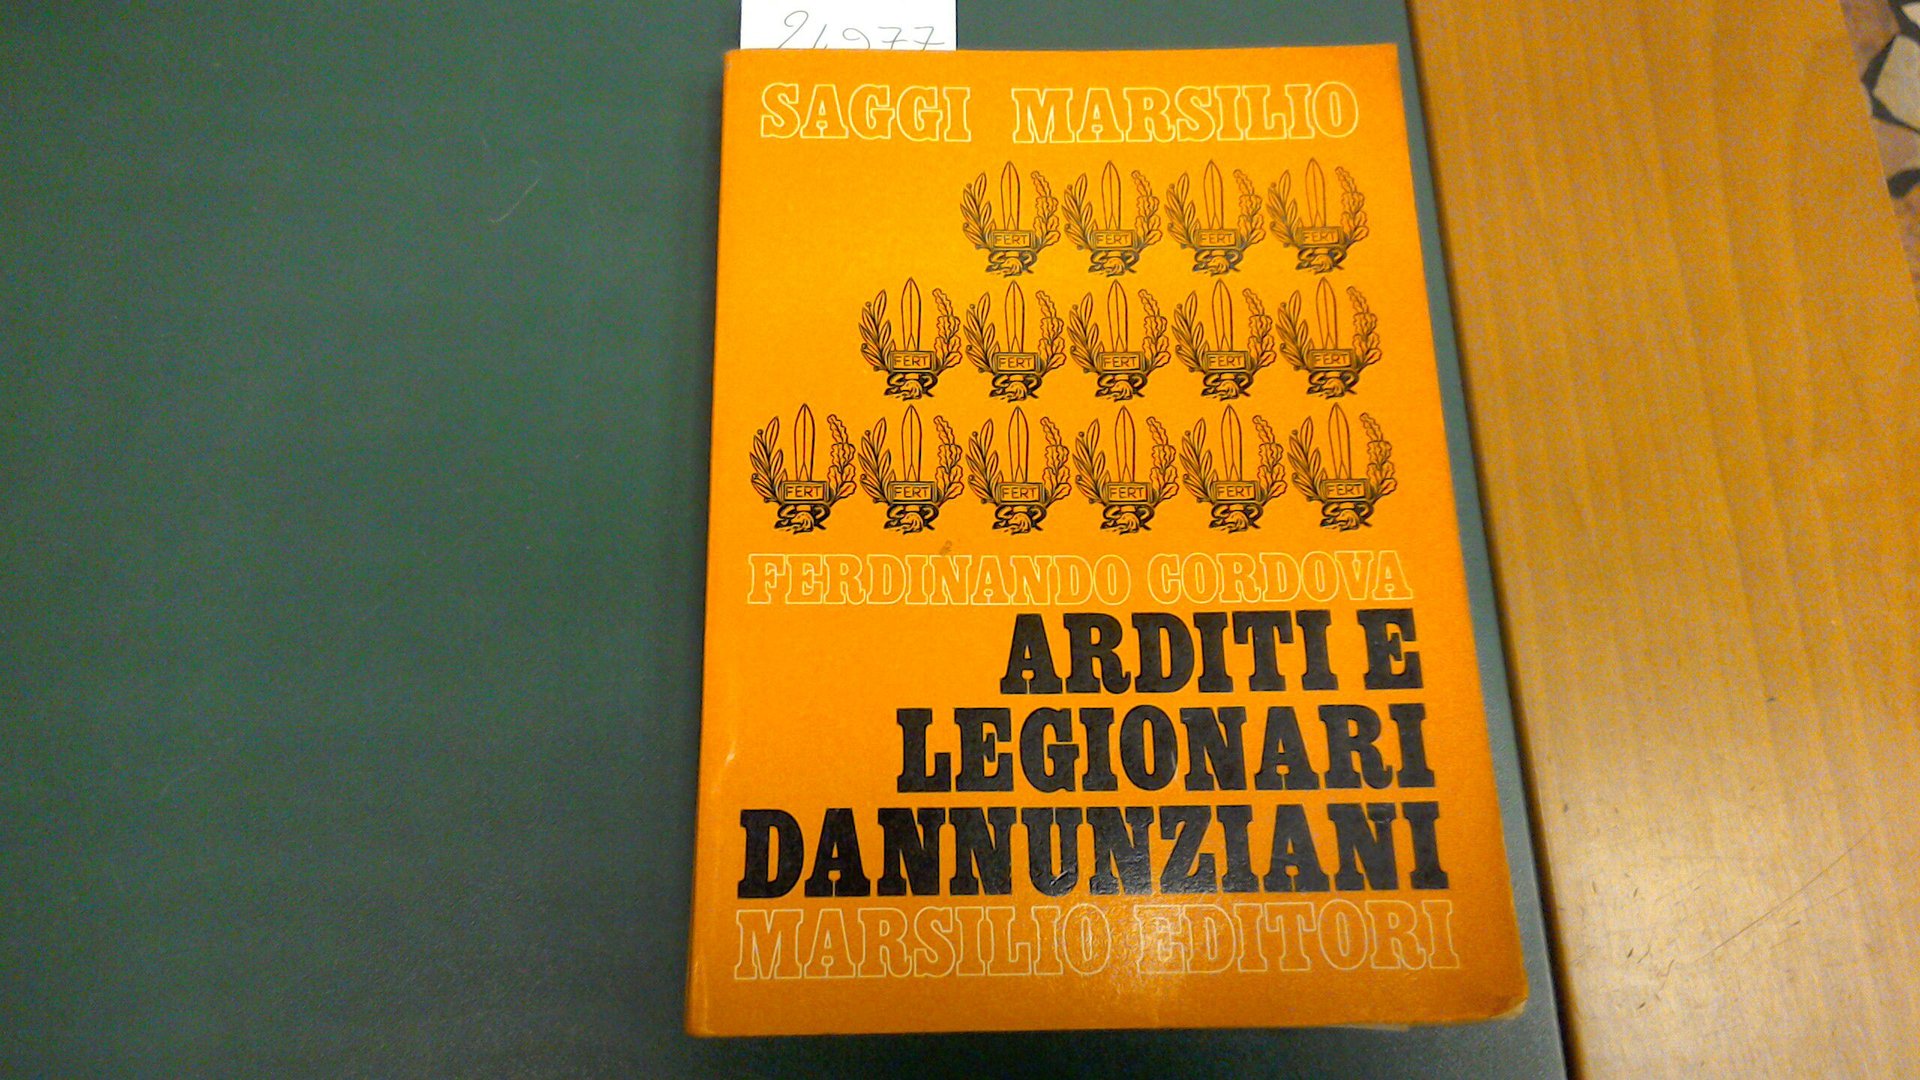 24977
SAGGI MARSILIO
FERT FERT FERT FERT
FERT FERT FERT FERT FERT
FERT FERT FERT FERT FERT FERT
FERDINANDO CORDOVA
ARDITI E
LEGIONARI
DANNUNZIANI
MARSILIO EDITORI